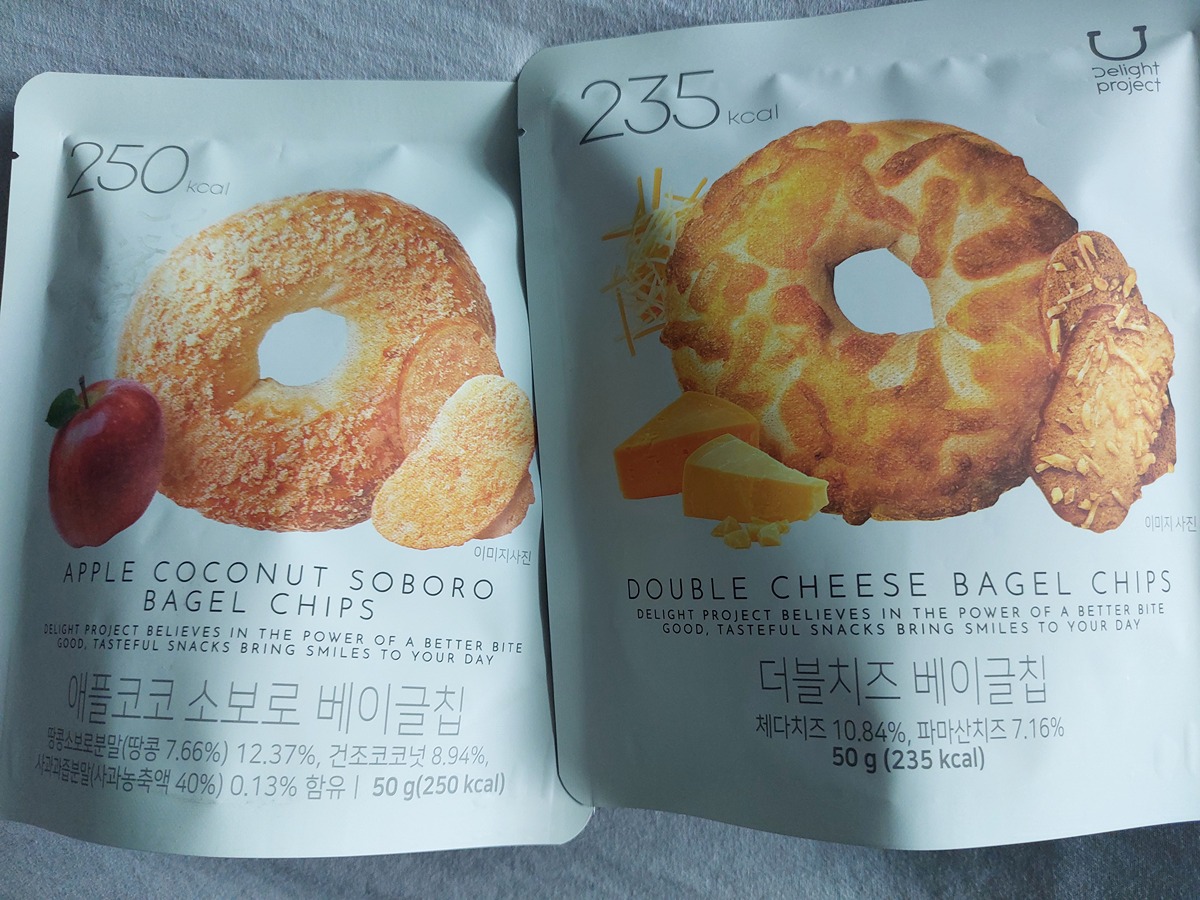 250 kcal
APPLE COCONUT SOBORO
BAGEL CHIPS
DELIGHT PROJECT BELIEVES IN THE POWER OF A BETTER BITE
GOOD, TASTEFUL SNACKS BRING SMILES TO YOUR DAY
애플코코 소보로 베이글칩
땅콩소보로분말(땅콩 7.66%) 12.37%, 건조코코넛 8.94%,
사과과즙분말(사과농축액 40%) 0.13% 함유 | 50 g(250 kcal)
이미지사진
235 kcal
Delight
project
이미지사진
DOUBLE CHEESE BAGEL CHIPS
DELIGHT PROJECT BELIEVES IN THE POWER OF A BETTER BITE
GOOD, TASTEFUL SNACKS BRING SMILES TO YOUR DAY
더블치즈 베이글칩
체다치즈 10.84%, 파마산치즈 7.16%
50 g (235 kcal)